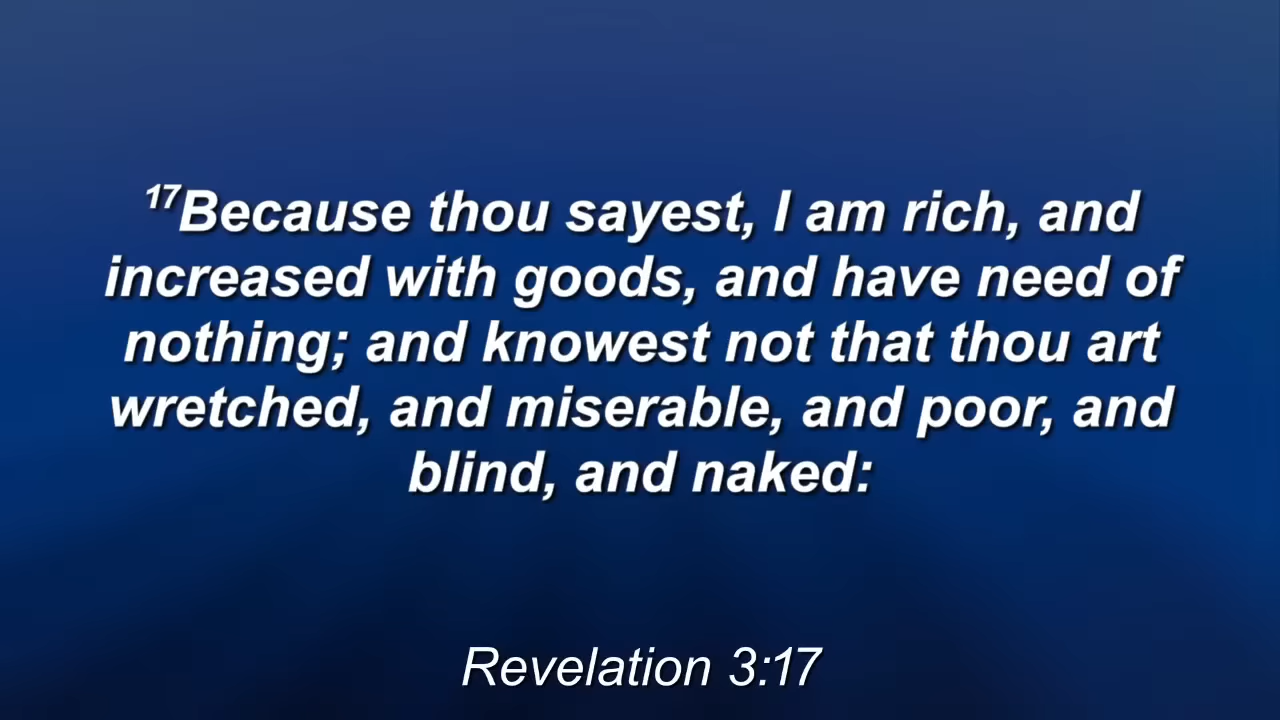 ¹⁷Because thou sayest, I am rich, and
increased with goods, and have need of
nothing; and knowest not that thou art
wretched, and miserable, and poor, and
blind, and naked:
Revelation 3:17